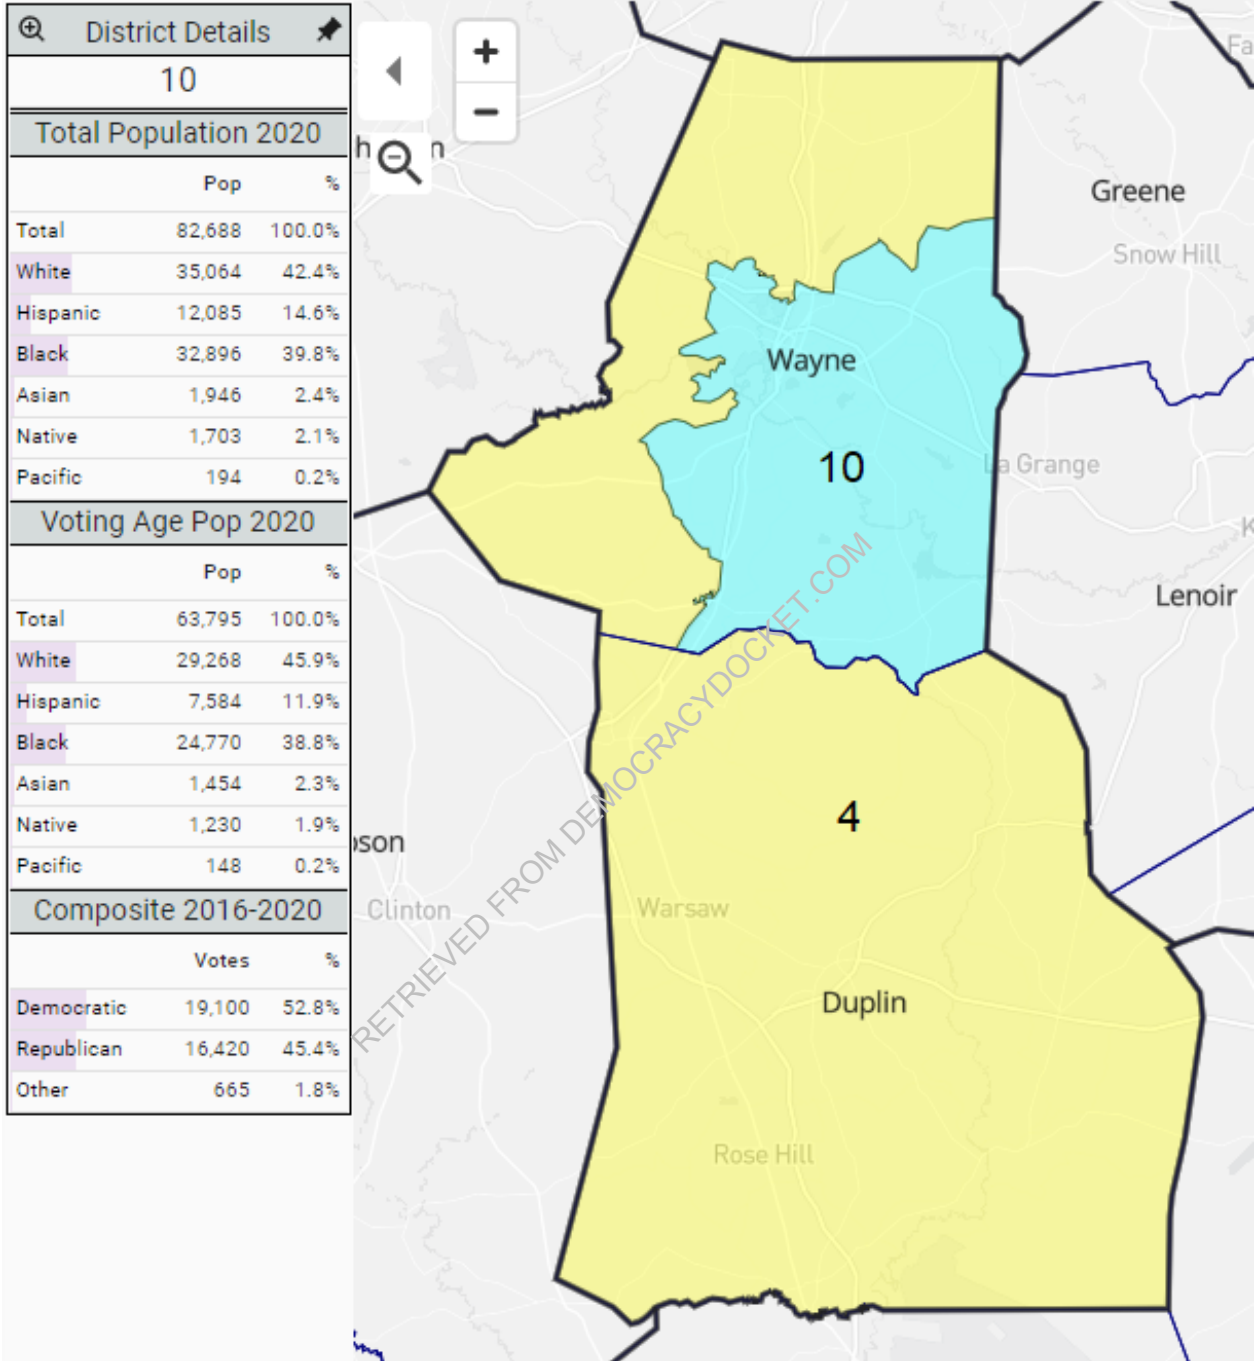 District Details
10
Total Population 2020
Pop %
Total 82,688 100.0%
White 35,064 42.4%
Hispanic 12,085 14.6%
Black 32,896 39.8%
Asian 1,946 2.4%
Native 1,703 2.1%
Pacific 194 0.2%
Voting Age Pop 2020
Pop %
Total 63,795 100.0%
White 29,268 45.9%
Hispanic 7,584 11.9%
Black 24,770 38.8%
Asian 1,454 2.3%
Native 1,230 1.9%
Pacific 148 0.2%
Composite 2016-2020
Votes %
Democratic 19,100 52.8%
Republican 16,420 45.4%
Other 665 1.8%
+
−
Fa
Greene
Snow Hill
Wayne
10
La Grange
K
Lenoir
4
son
Clinton
Warsaw
Duplin
Rose Hill
RETRIEVED FROM DEMOCRACYDOCKET.COM